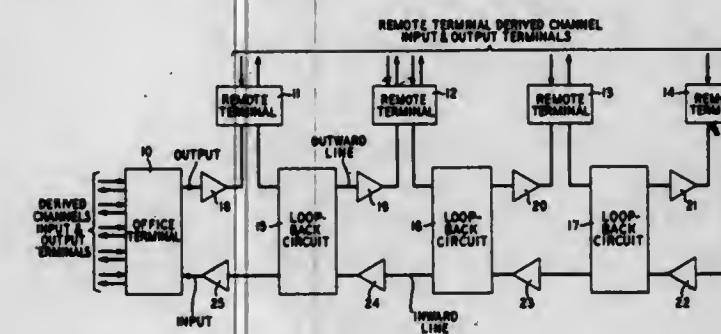 REMOTE TERMINAL DERIVED CHANNEL
INPUT & OUTPUT TERMINALS
11
REMOTE
TERMINAL
12
REMOTE
TERMINAL
13
REMOTE
TERMINAL
14
TERM
10
OUTPUT
18
OUTWARD
LINE
19
20
21
DERIVED
CHANNELS
INPUT &
OUTPUT
TERMINALS
OFFICE
TERMINAL
15
LOOP-
BACK
CIRCUIT
16
LOOP-
BACK
CIRCUIT
17
LOOP-
BACK
CIRCUIT
25
INPUT
24
INWARD
LINE
23
22